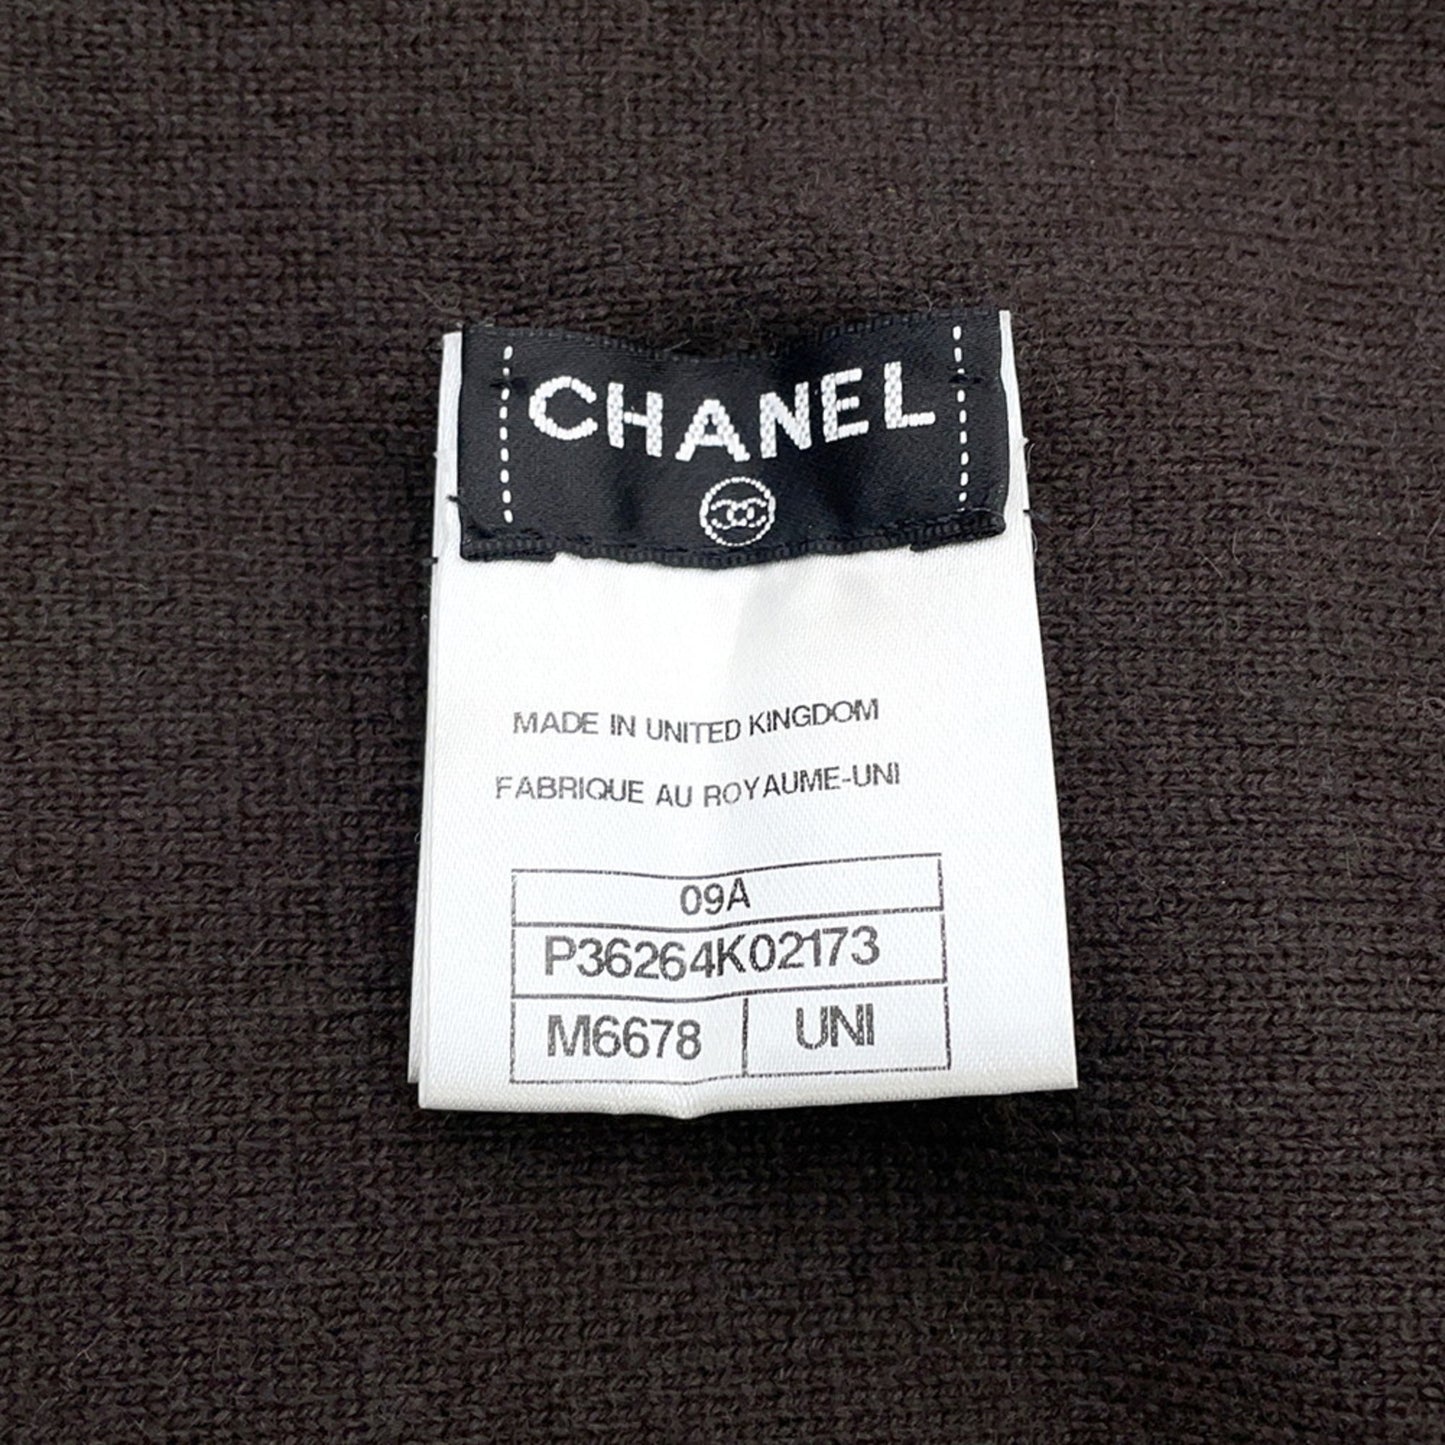 CHANEL
MADE IN UNITED KINGDOM
FABRIQUE AU ROYAUME-UNI
09A
P36264K02173
M6678 UNI